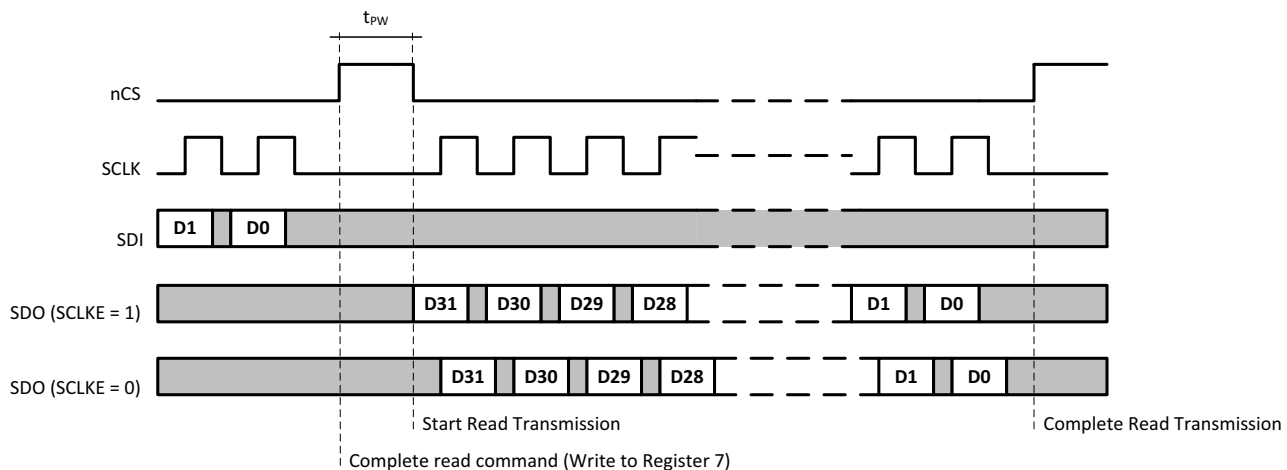 tPW
nCS
SCLK
SDI D1 D0
SDO (SCLKE = 1) D31 D30 D29 D28 D1 D0
SDO (SCLKE = 0) D31 D30 D29 D28 D1 D0
Start Read Transmission Complete Read Transmission
Complete read command (Write to Register 7)